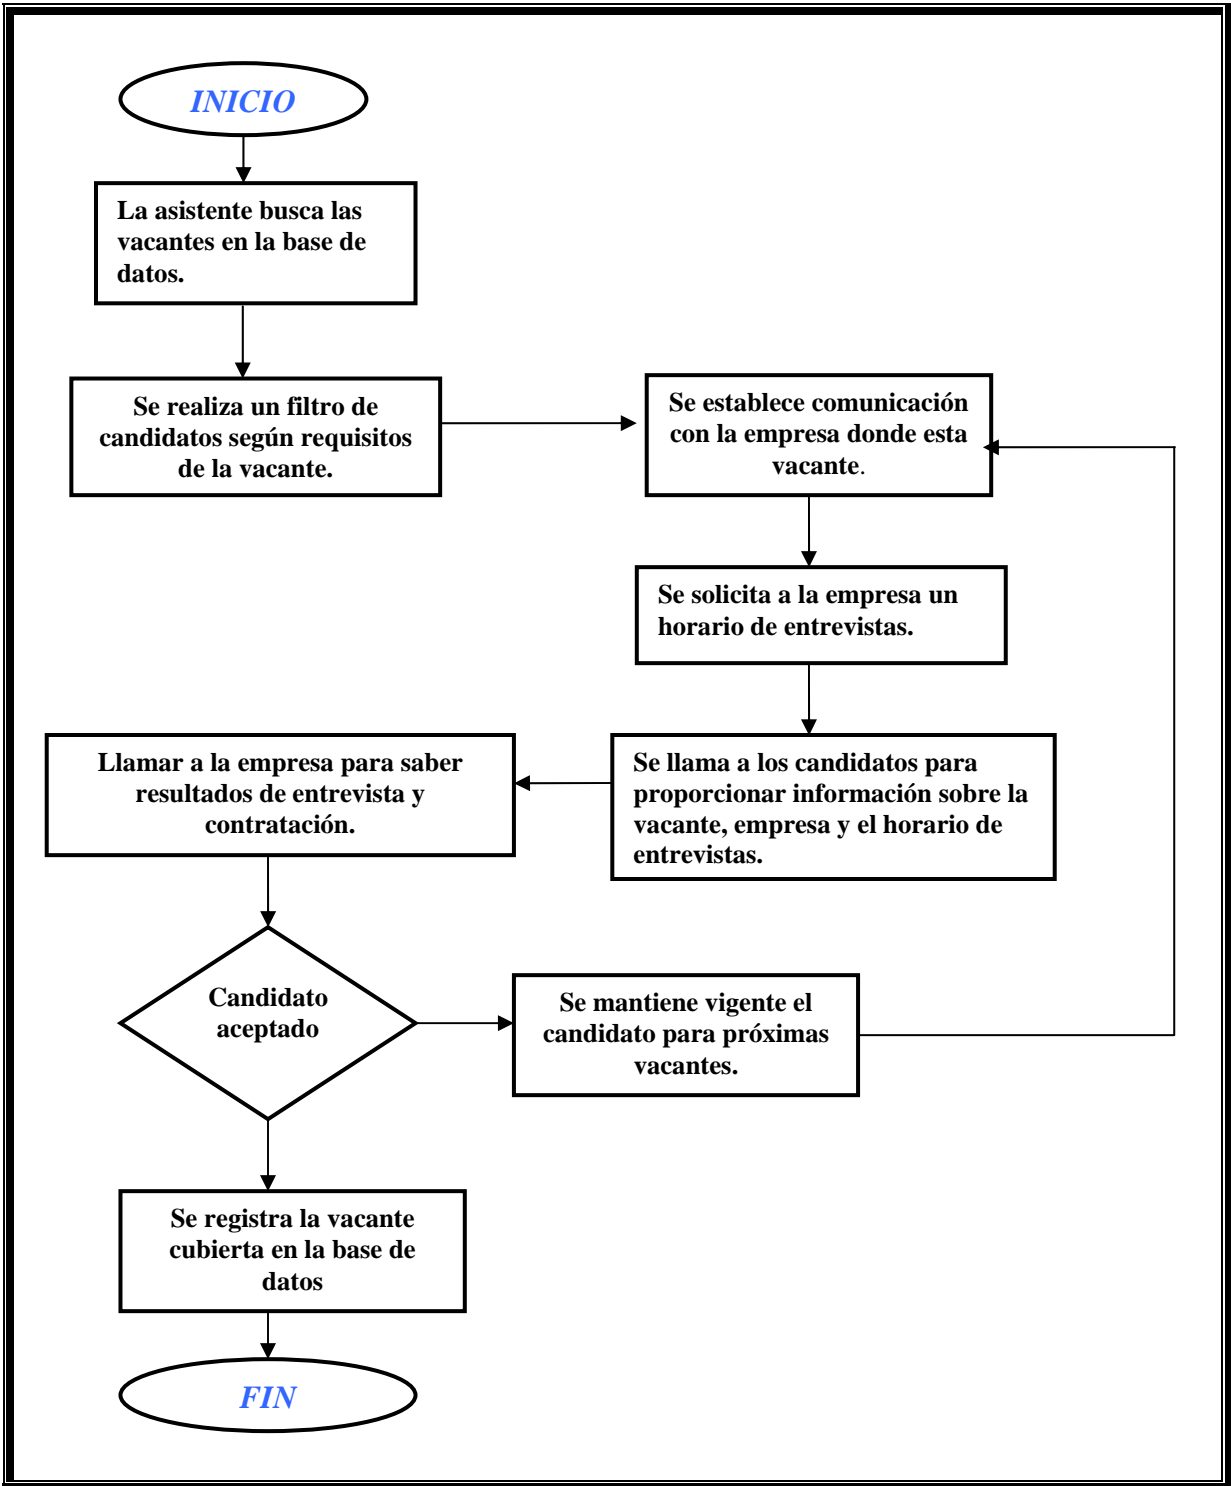 INICIO
La asistente busca las
vacantes en la base de
datos.
Se realiza un filtro de
candidatos según requisitos
de la vacante.
Se establece comunicación
con la empresa donde esta
vacante.
Se solicita a la empresa un
horario de entrevistas.
Se llama a los candidatos para
proporcionar información sobre la
vacante, empresa y el horario de
entrevistas.
Llamar a la empresa para saber
resultados de entrevista y
contratación.
Candidato
aceptado
Se mantiene vigente el
candidato para próximas
vacantes.
Se registra la vacante
cubierta en la base de
datos
FIN